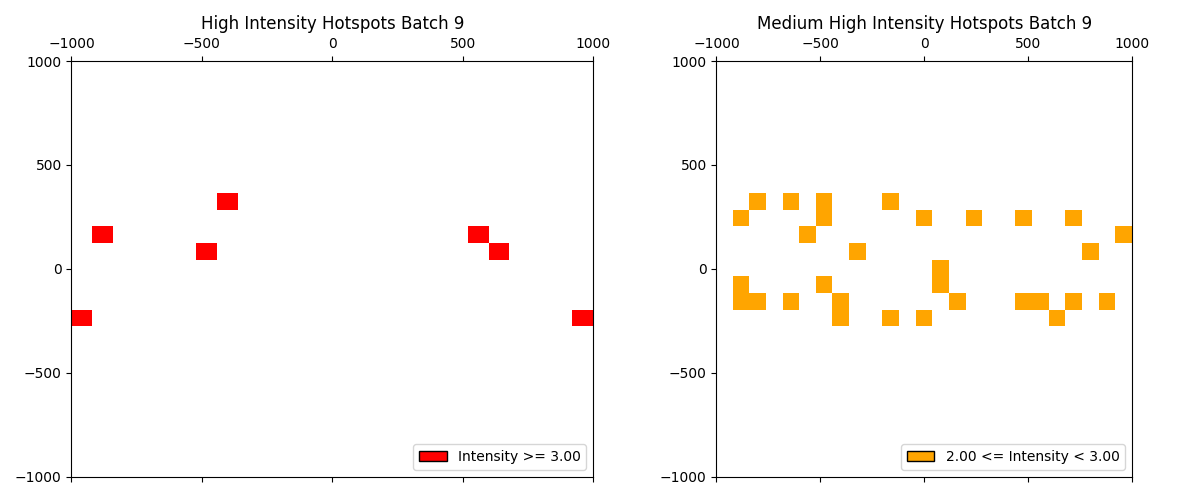 High Intensity Hotspots Batch 9
−1000 −500 0 500 1000
1000
500
0
−500
−1000
Intensity >= 3.00
Medium High Intensity Hotspots Batch 9
−1000 −500 0 500 1000
1000
500
0
−500
−1000
2.00 <= Intensity < 3.00